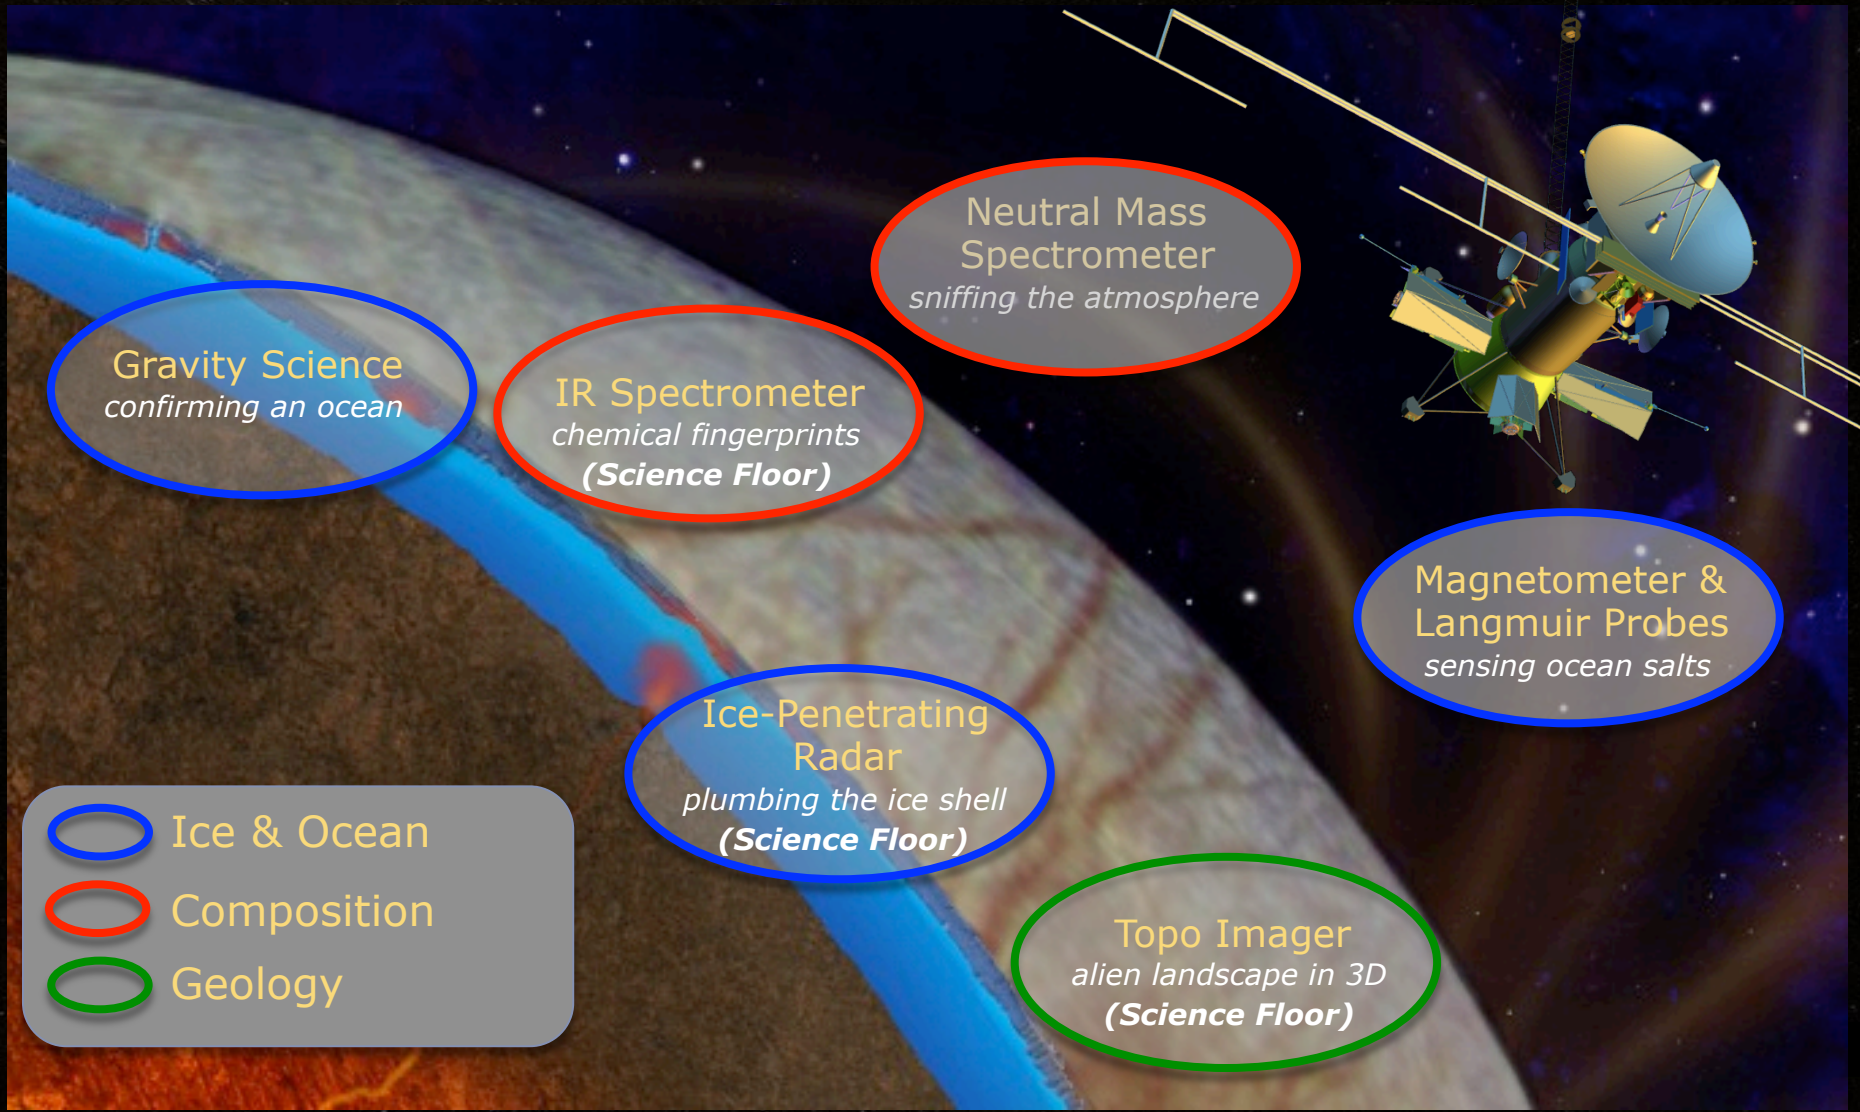 Neutral Mass
Spectrometer
sniffing the atmosphere
Gravity Science
confirming an ocean
IR Spectrometer
chemical fingerprints
(Science Floor)
Magnetometer &
Langmuir Probes
sensing ocean salts
Ice-Penetrating
Radar
plumbing the ice shell
(Science Floor)
Topo Imager
alien landscape in 3D
(Science Floor)
Ice & Ocean
Composition
Geology